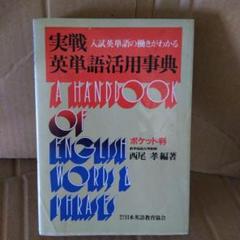 実戦 入試英単語の働きがわかる
英単語活用事典
A HANDBOOK
OF
ENGLISH
WORDS &
PHRASES
ポケット判
西尾 孝 編著
日本英語教育協会